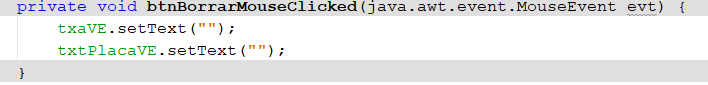 private void btnBorrarMouseClicked(java.awt.event.MouseEvent evt) {
txaVE.setText("");
txtPlacaVE.setText("");
}